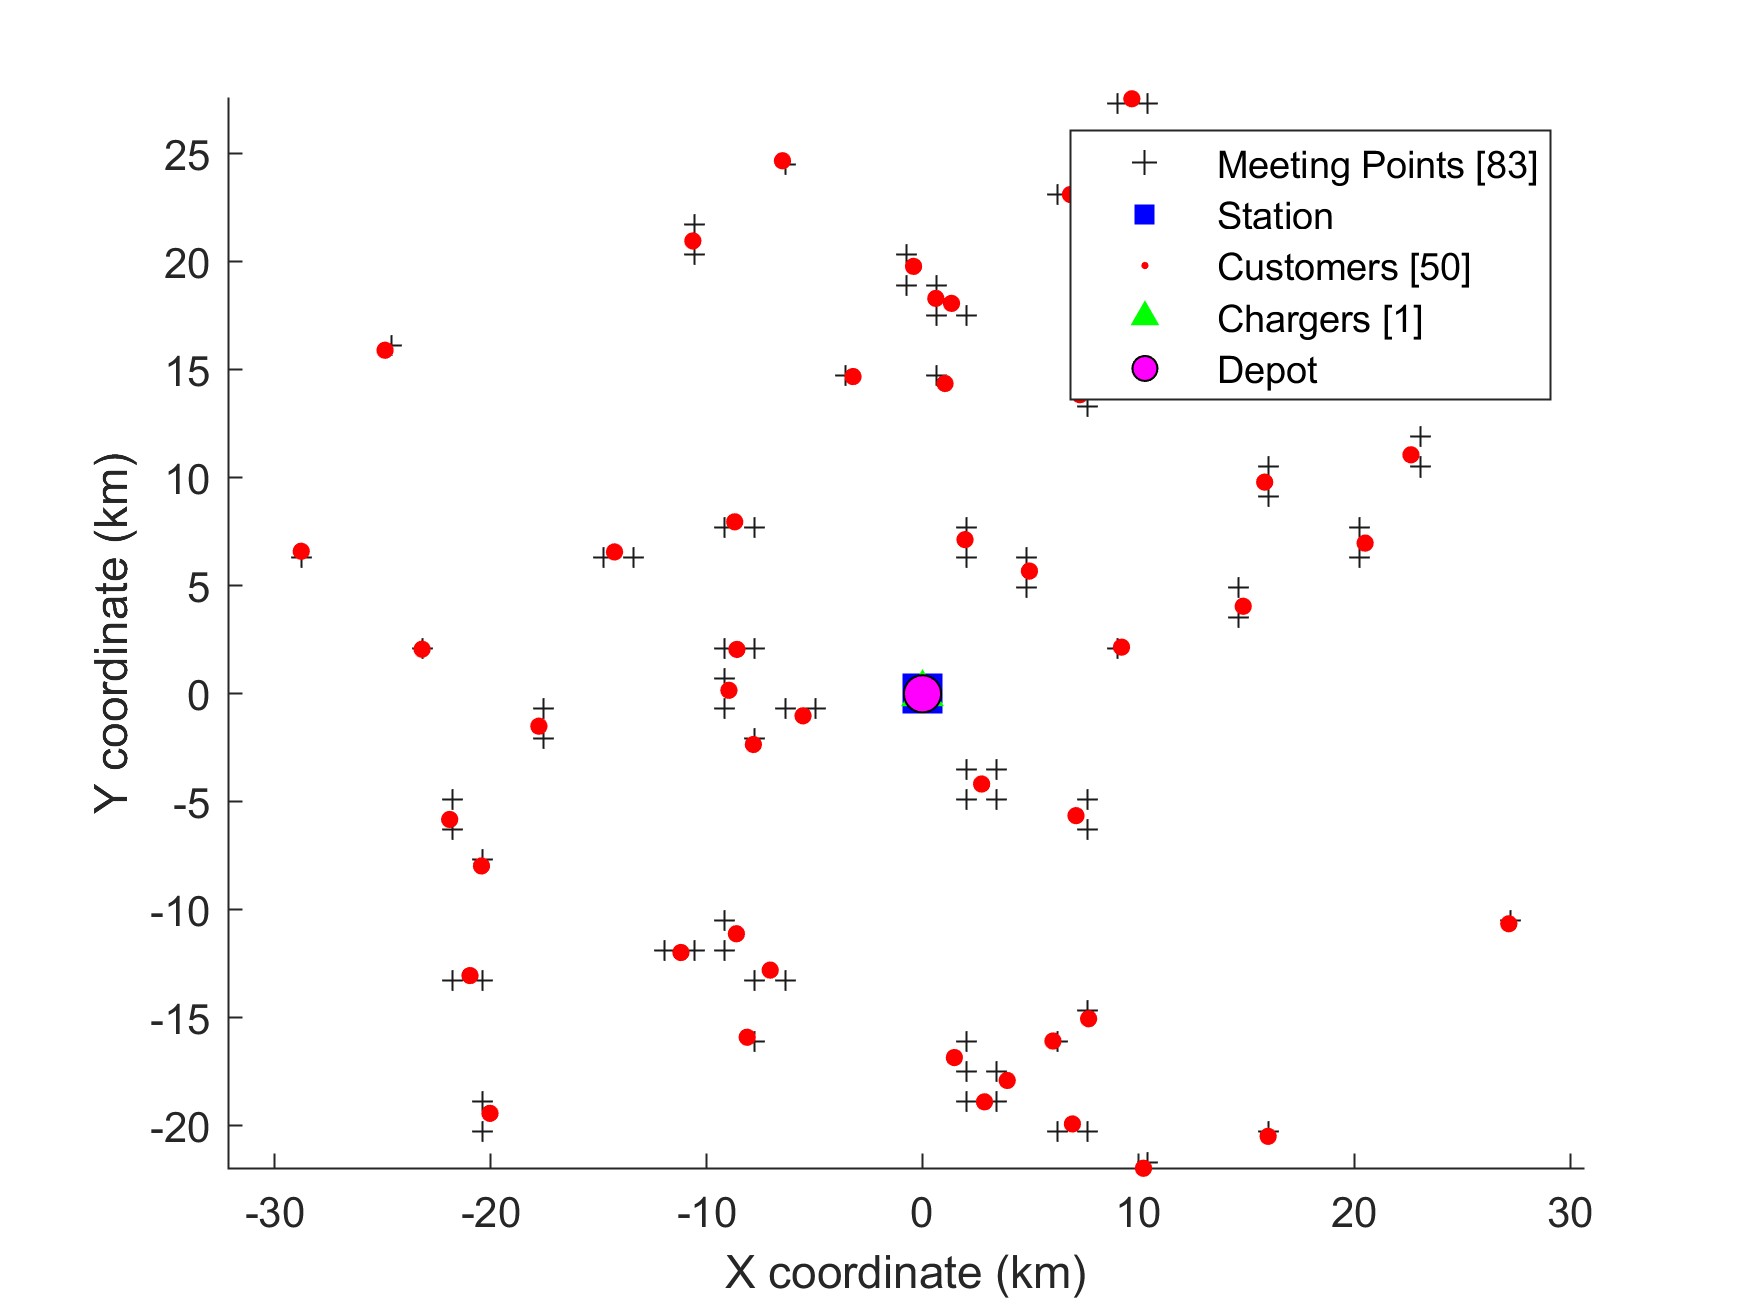 25
20
15
10
5
0
-5
-10
-15
-20
Y coordinate (km)
Meeting Points [83]
Station
Customers [50]
Chargers [1]
Depot
-30 -20 -10 0 10 20 30
X coordinate (km)